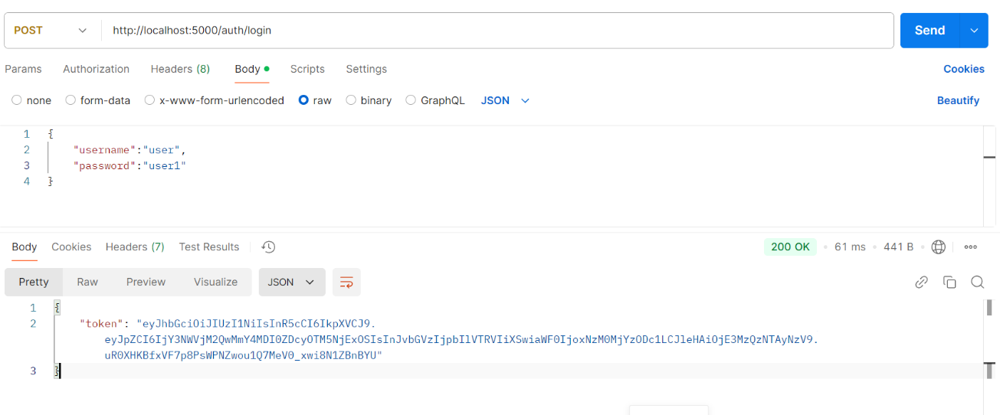 POST http://localhost:5000/auth/login Send
Params Authorization Headers (8) Body Scripts Settings Cookies
none form-data x-www-form-urlencoded raw binary GraphQL JSON Beautify
1 {
2 "username":"user",
3 "password":"user1"
4 }
Body Cookies Headers (7) Test Results 200 OK 61 ms 441 B
Pretty Raw Preview Visualize JSON
1 {
2 "token": "eyJhbGciOiJIUzI1NiIsInR5cCI6IkpXVCJ9.
eyJpZCI6IjY3NWVjM2QwMmY4MDI0ZDcyOTM5NjExOSIsInJvbGVzIjpbIlVTRVIiXSwiaWF0IjoxNzM0MjYzODc1LCJleHAiOjE3MzQzNTAyNzV9.
uR0XHKBfxVF7p8PsWPNZwou1Q7MeV0_xwi8N1ZBnBYU"
3 }